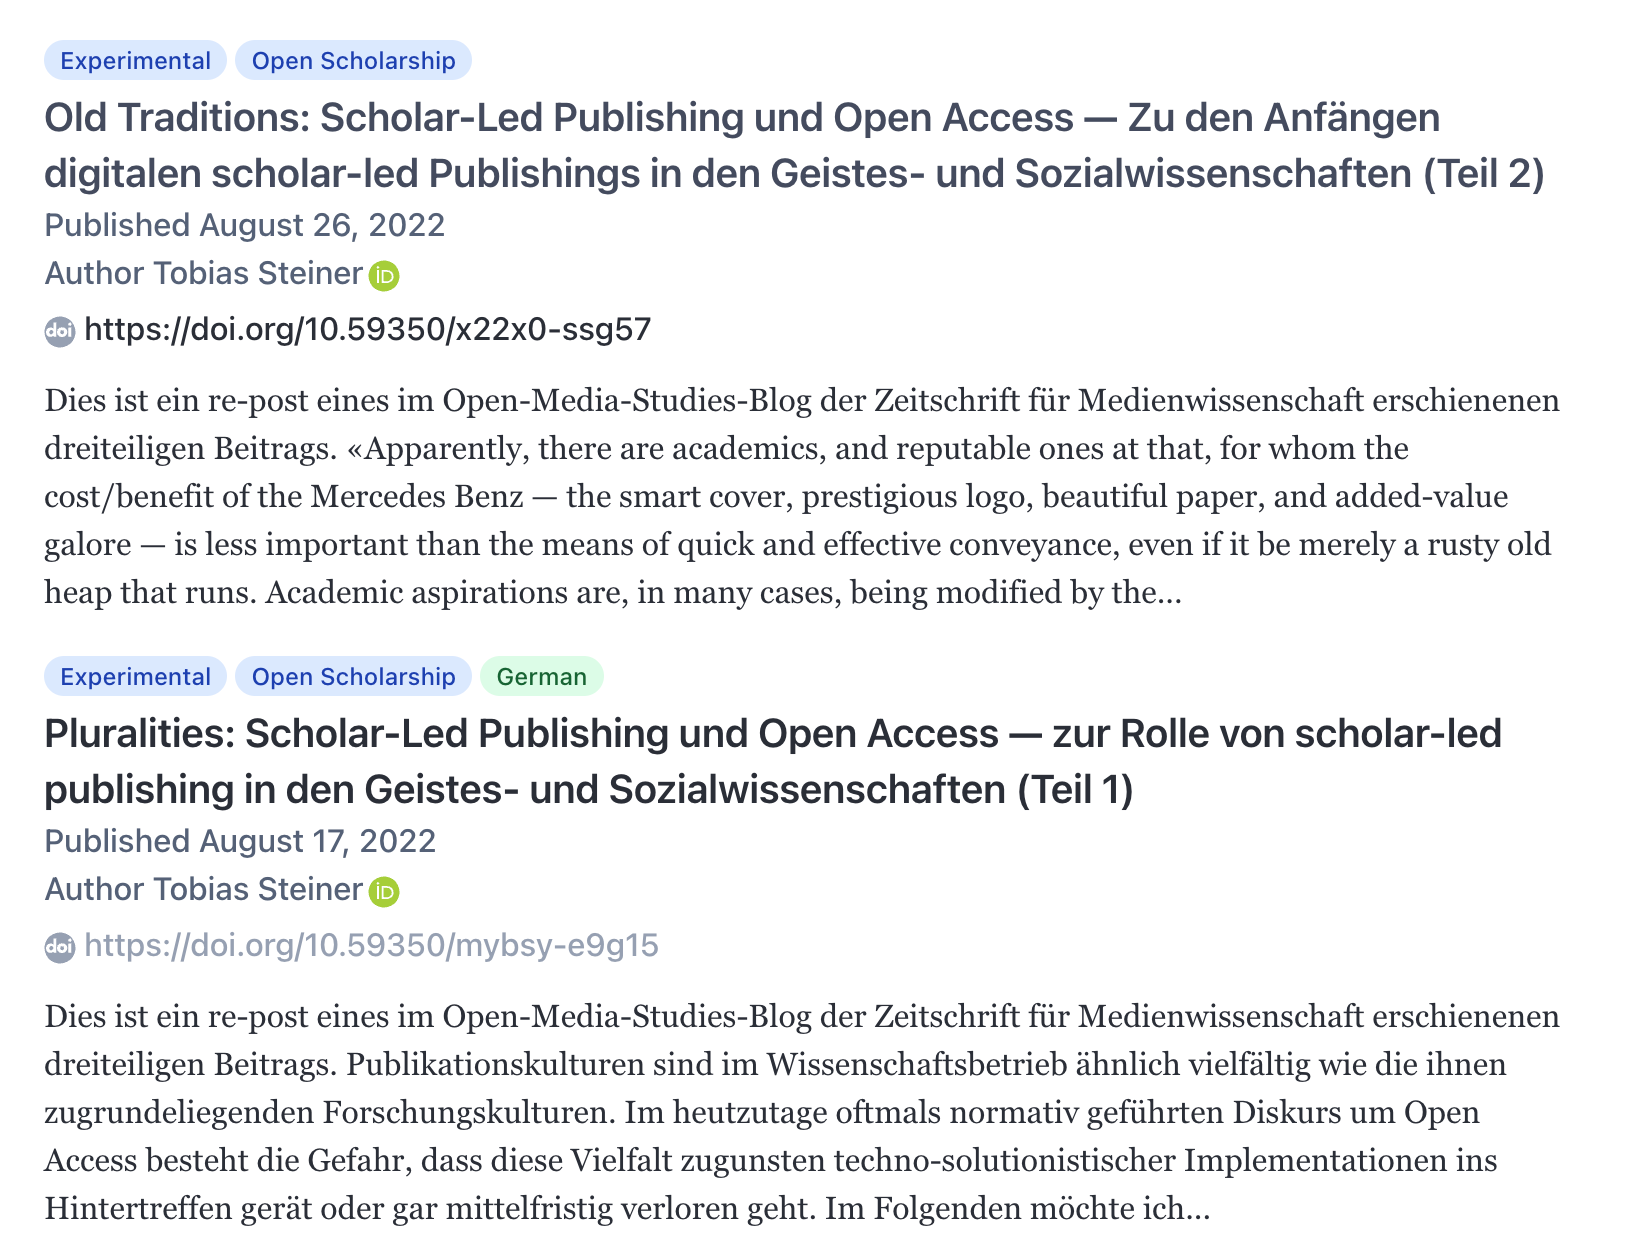 Experimental Open Scholarship
Old Traditions: Scholar-Led Publishing und Open Access — Zu den Anfängen
digitalen scholar-led Publishings in den Geistes- und Sozialwissenschaften (Teil 2)
Published August 26, 2022
Author Tobias Steiner iD
doi https://doi.org/10.59350/x22x0-ssg57
Dies ist ein re-post eines im Open-Media-Studies-Blog der Zeitschrift für Medienwissenschaft erschienenen
dreiteiligen Beitrags. «Apparently, there are academics, and reputable ones at that, for whom the
cost/benefit of the Mercedes Benz — the smart cover, prestigious logo, beautiful paper, and added-value
galore — is less important than the means of quick and effective conveyance, even if it be merely a rusty old
heap that runs. Academic aspirations are, in many cases, being modified by the...
Experimental Open Scholarship German
Pluralities: Scholar-Led Publishing und Open Access — zur Rolle von scholar-led
publishing in den Geistes- und Sozialwissenschaften (Teil 1)
Published August 17, 2022
Author Tobias Steiner iD
doi https://doi.org/10.59350/mybsy-e9g15
Dies ist ein re-post eines im Open-Media-Studies-Blog der Zeitschrift für Medienwissenschaft erschienenen
dreiteiligen Beitrags. Publikationskulturen sind im Wissenschaftsbetrieb ähnlich vielfältig wie die ihnen
zugrundeliegenden Forschungskulturen. Im heutzutage oftmals normativ geführten Diskurs um Open
Access besteht die Gefahr, dass diese Vielfalt zugunsten techno-solutionistischer Implementationen ins
Hintertreffen gerät oder gar mittelfristig verloren geht. Im Folgenden möchte ich...